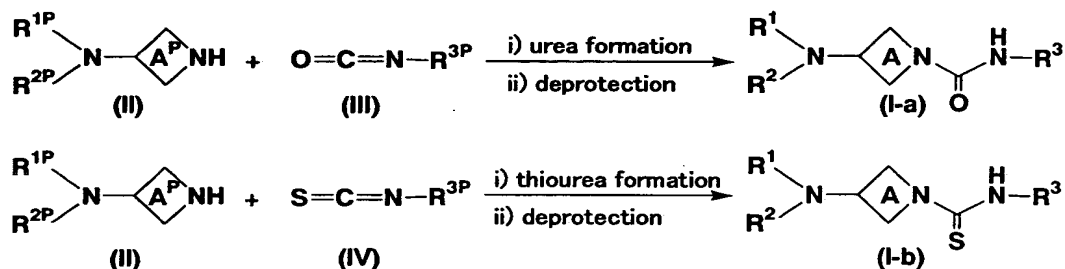 R1P R2P N AP NH + O=C=N-R3P i) urea formation ii) deprotection R1 R2 N A N O H N R3
(II) (III) (I-a)
R1P R2P N AP NH + S=C=N-R3P i) thiourea formation ii) deprotection R1 R2 N A N S H N R3
(II) (IV) (I-b)